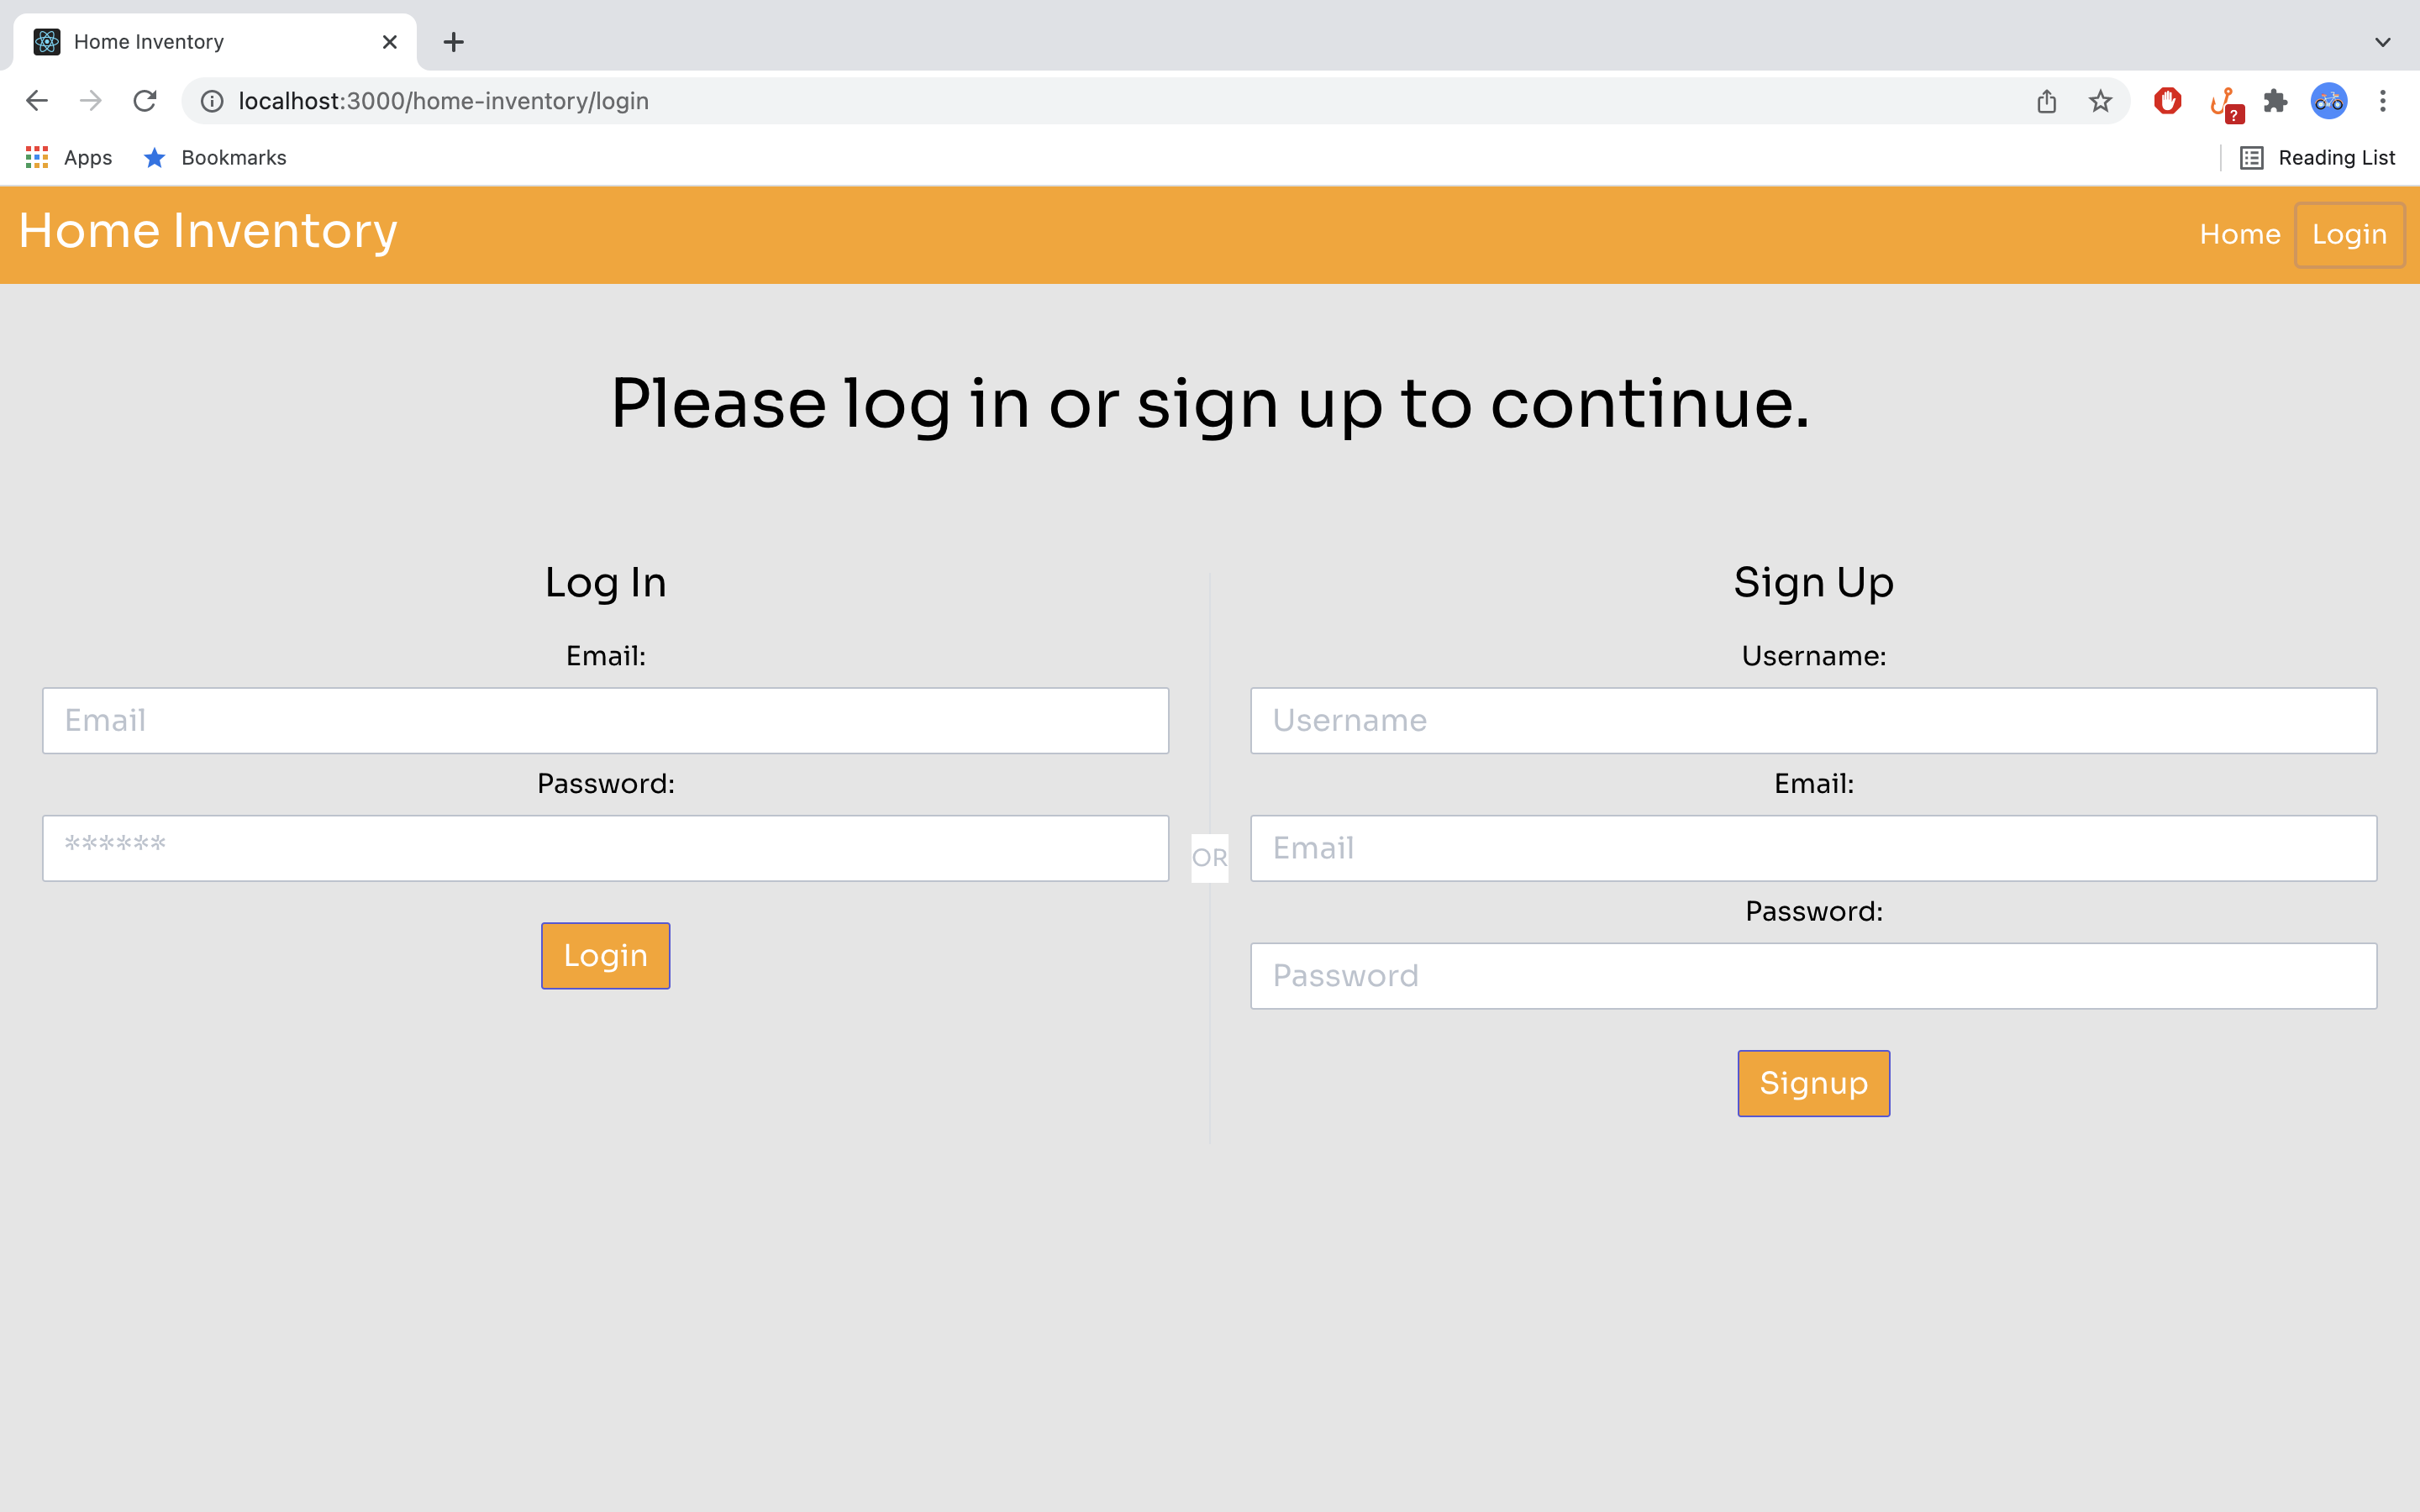 Home Inventory
localhost:3000/home-inventory/login
?
Apps
Bookmarks
Reading List
Home Inventory
Home
Login
Please log in or sign up to continue.
Log In
Email:
Email
Password:
******
Login
OR
Sign Up
Username:
Username
Email:
Email
Password:
Password
Signup